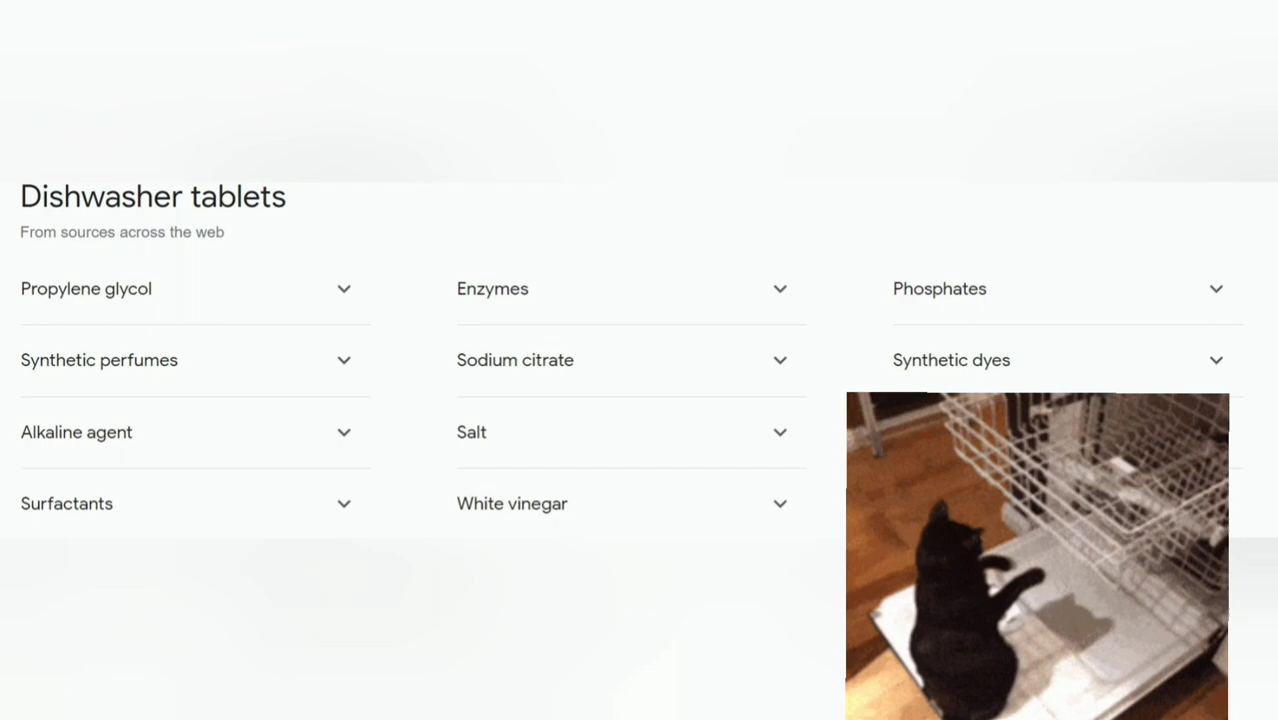 Dishwasher tablets
From sources across the web
Propylene glycol
Enzymes
Phosphates
Synthetic perfumes
Sodium citrate
Synthetic dyes
Alkaline agent
Salt
Surfactants
White vinegar